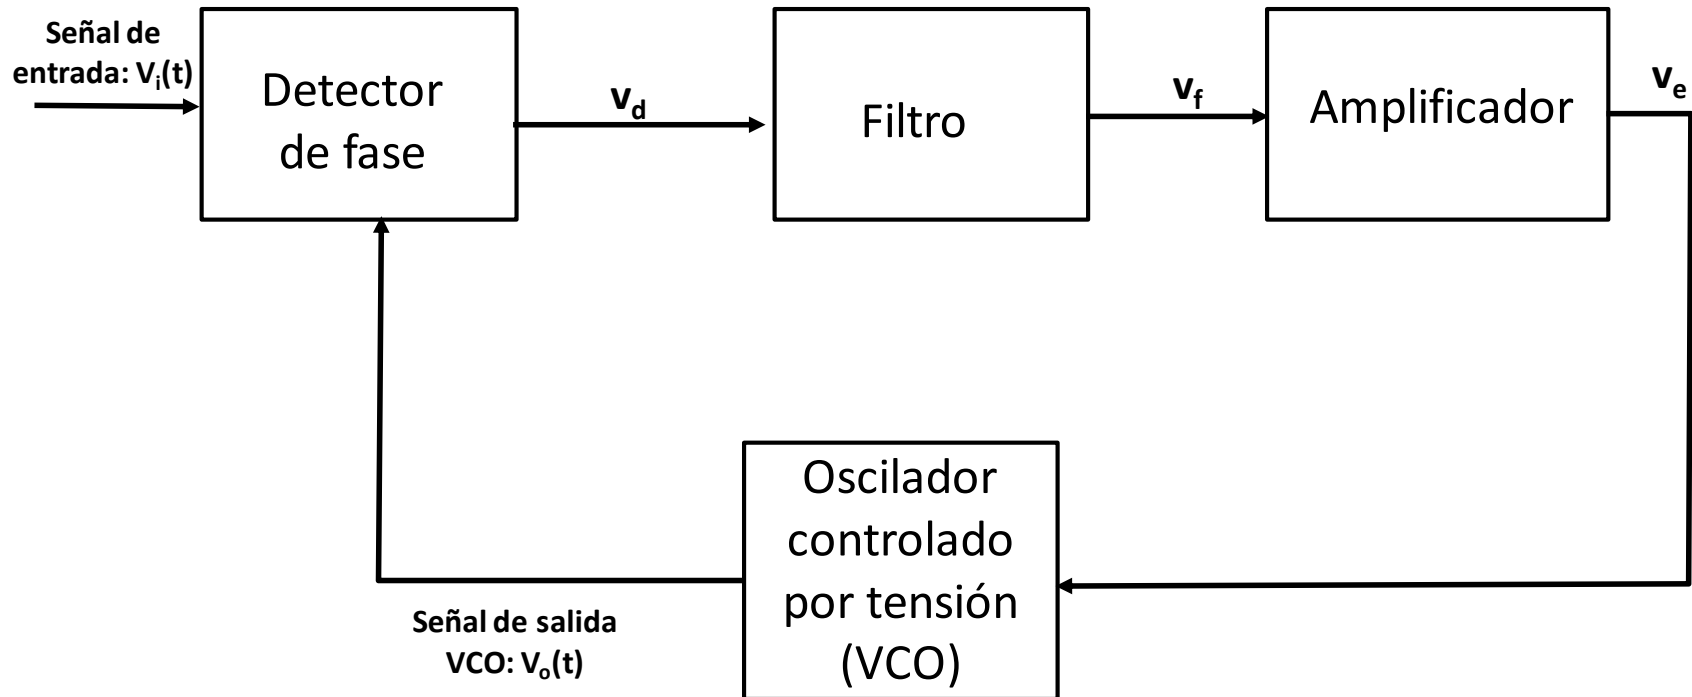 Señal de
entrada: Vi(t)
Detector
de fase
vd
Filtro
vf
Amplificador
ve
Oscilador
controlado
por tensión
(VCO)
Señal de salida
VCO: Vo(t)